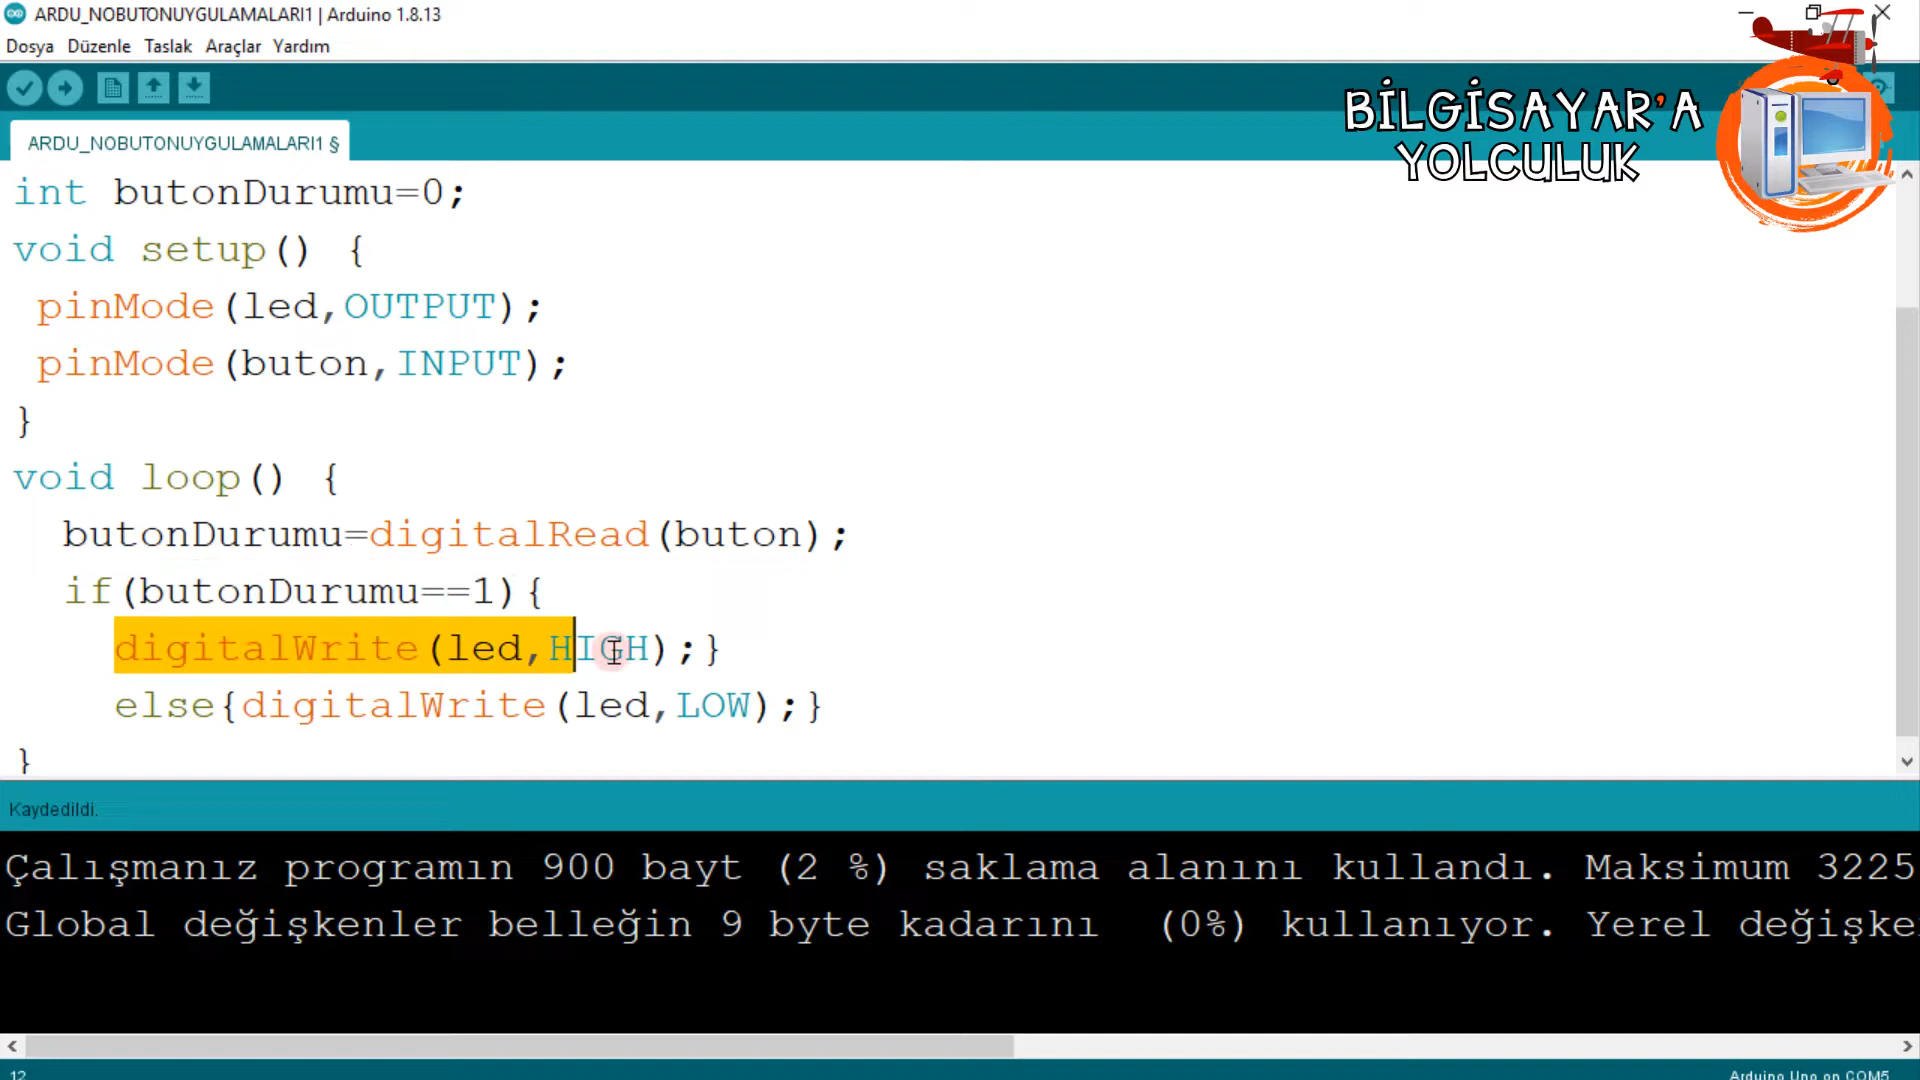 ARDU_NOBUTONUYGULAMALARI1 | Arduino 1.8.13
Dosya Düzenle Taslak Araçlar Yardım
BİLGİSAYAR'A
YOLCULUK
ARDU_NOBUTONUYGULAMALARI1 §
int butonDurumu=0;
void setup() {
pinMode(led,OUTPUT);
pinMode(buton,INPUT);
}
void loop() {
butonDurumu=digitalRead(buton);
if(butonDurumu==1){
digitalWrite(led,HIGH);}
else{digitalWrite(led,LOW);}
}
Kaydedildi.
Çalışmanız programın 900 bayt (2 %) saklama alanını kullandı. Maksimum 3225
Global değişkenler belleğin 9 byte kadarını (0%) kullanıyor. Yerel değişke
12
Arduino Uno on COM5